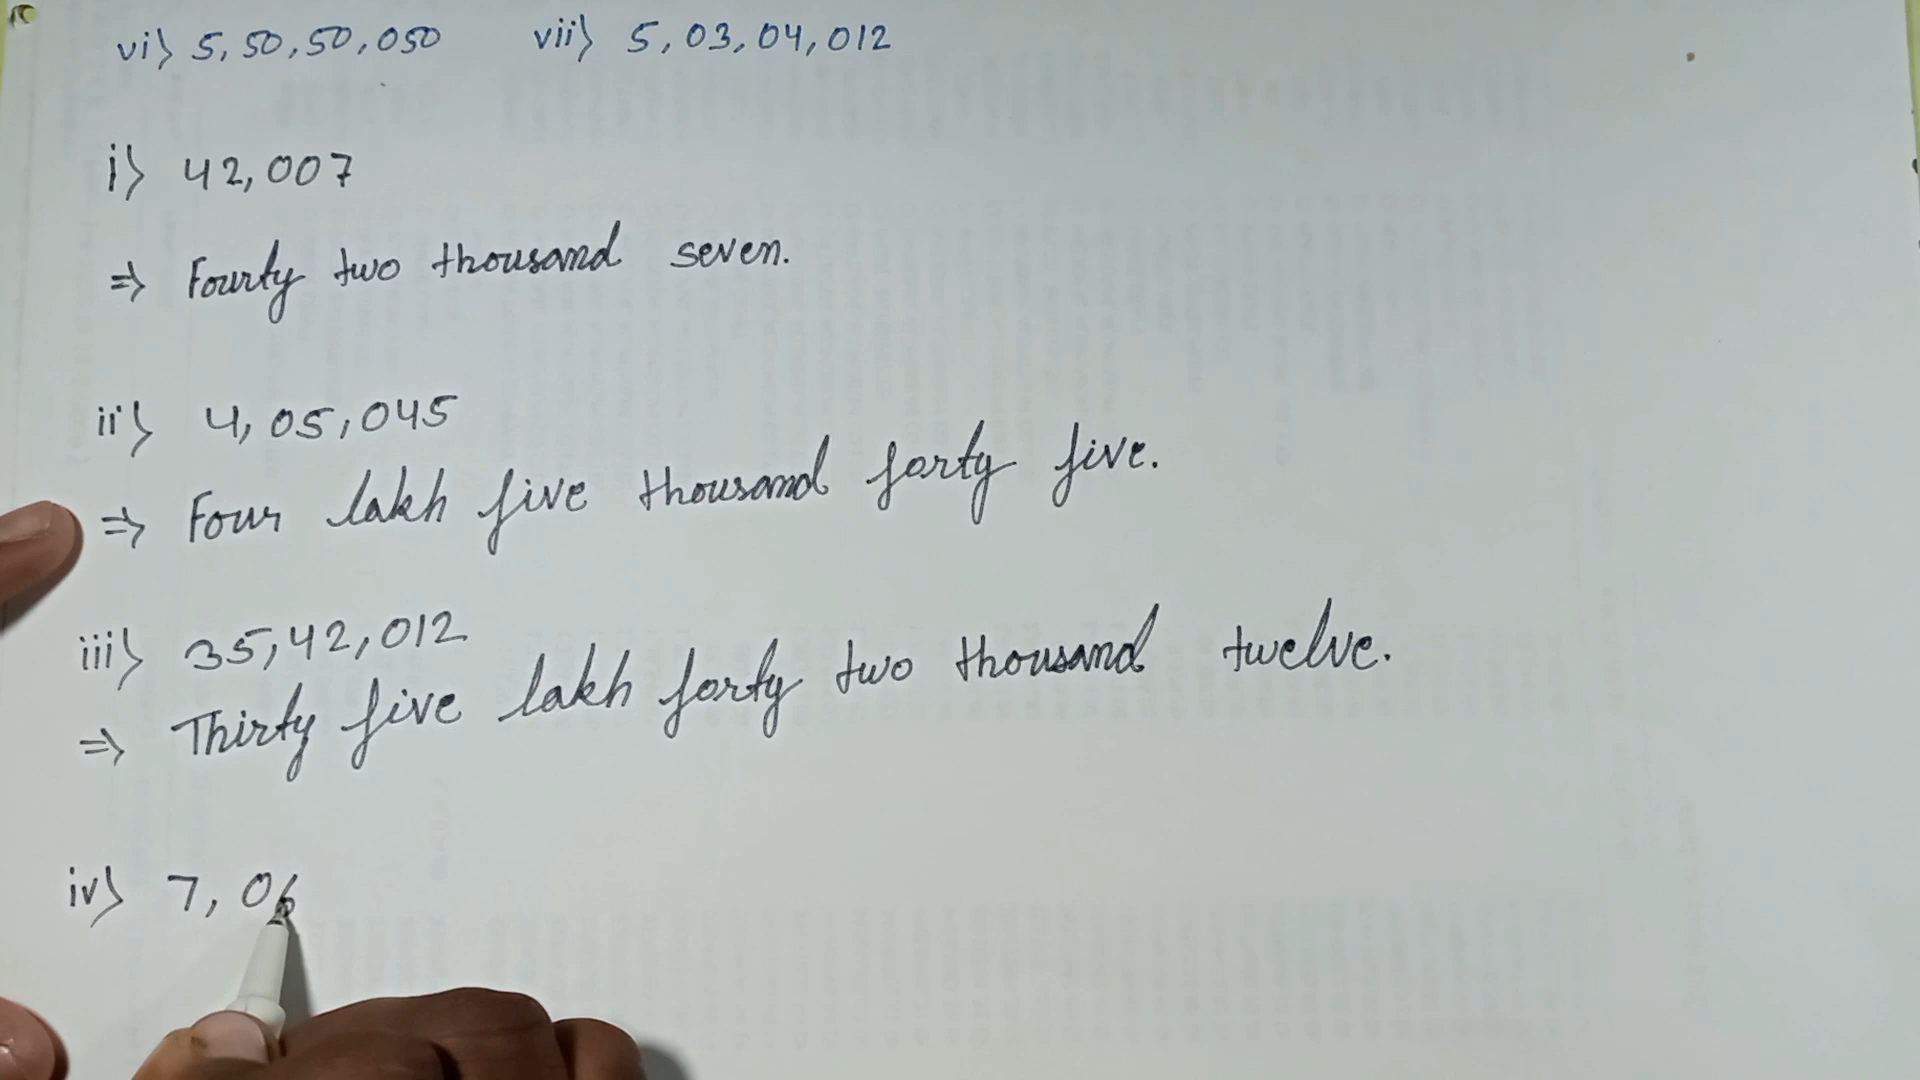 vi) 5,50,50,050 vii) 5,03,04,012
i) 42,007
⇒ Fourty two thousand seven.
ii) 4,05,045
⇒ Four lakh five thousand forty five.
iii) 35,42,012
⇒ Thirty five lakh forty two thousand twelve.
iv) 7,06